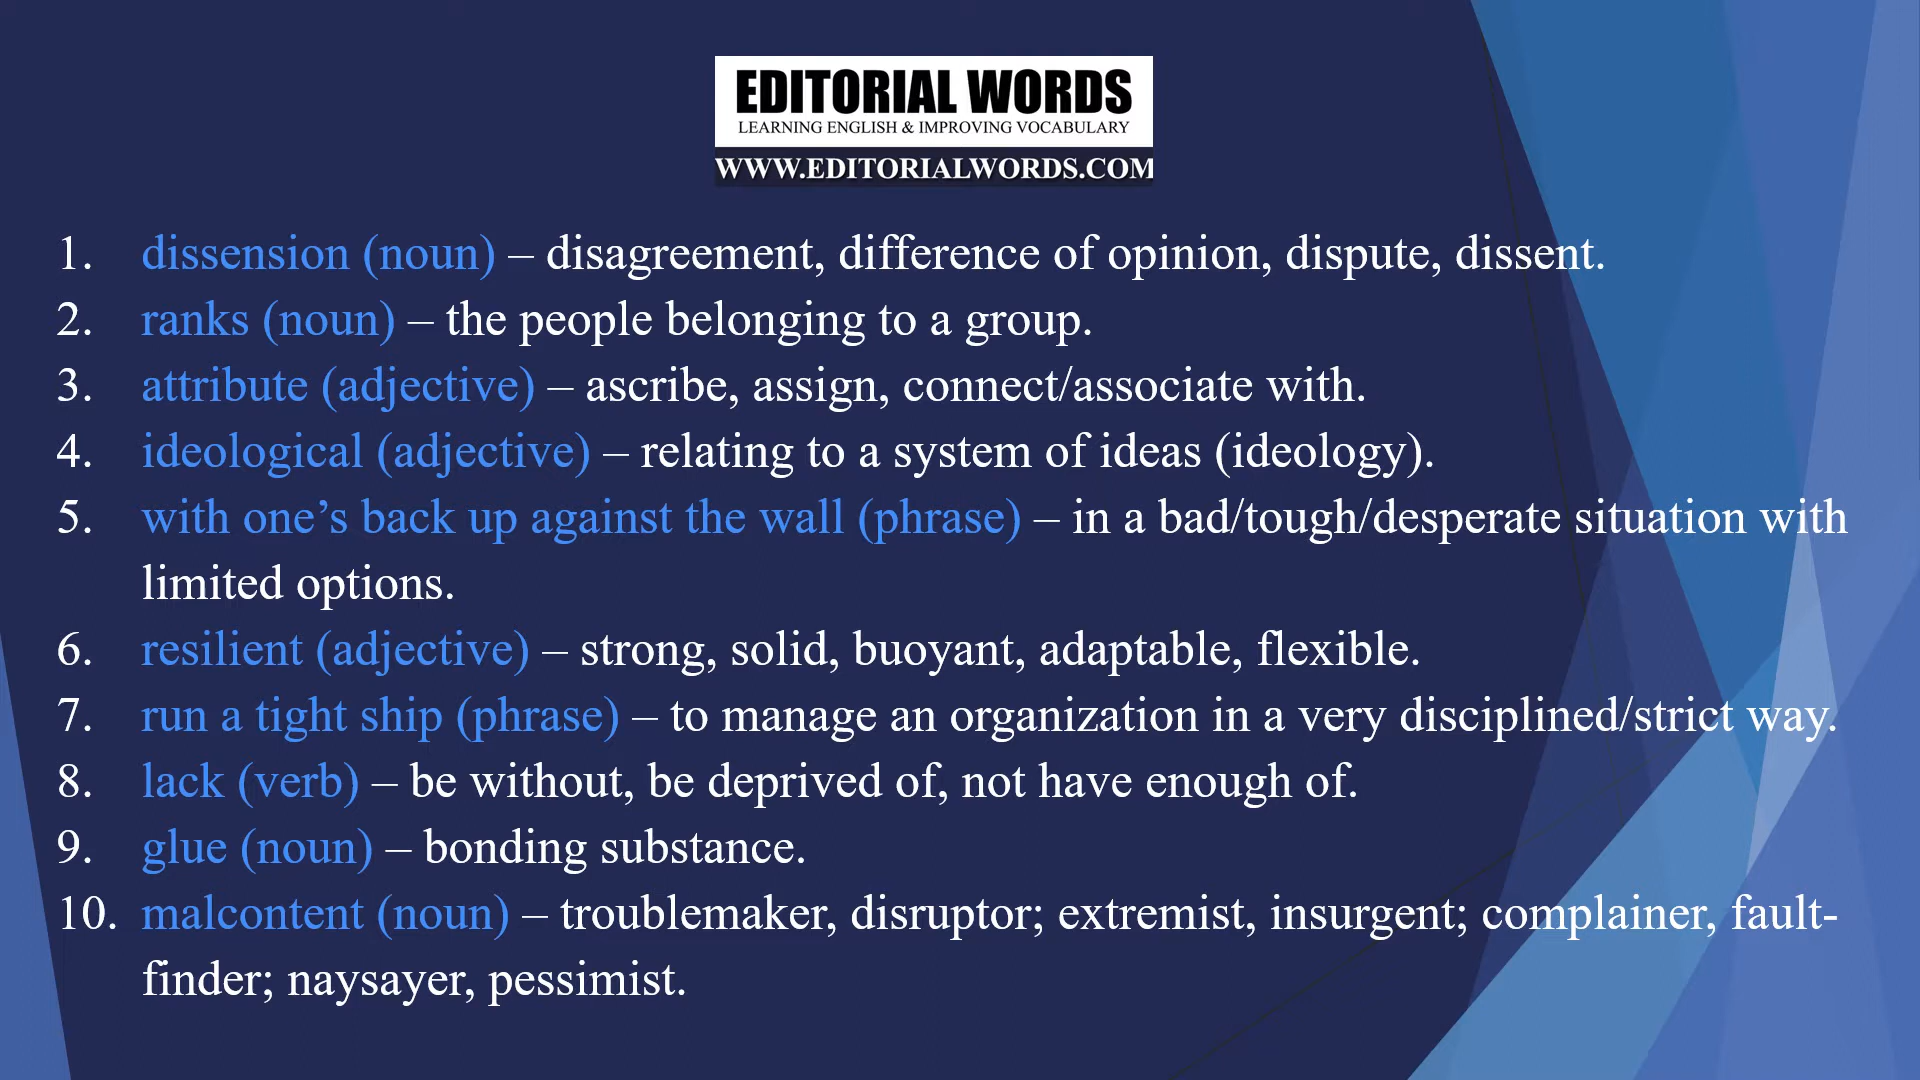 EDITORIAL WORDS
LEARNING ENGLISH & IMPROVING VOCABULARY
WWW.EDITORIALWORDS.COM
1. dissension (noun) – disagreement, difference of opinion, dispute, dissent.
2. ranks (noun) – the people belonging to a group.
3. attribute (adjective) – ascribe, assign, connect/associate with.
4. ideological (adjective) – relating to a system of ideas (ideology).
5. with one’s back up against the wall (phrase) – in a bad/tough/desperate situation with
limited options.
6. resilient (adjective) – strong, solid, buoyant, adaptable, flexible.
7. run a tight ship (phrase) – to manage an organization in a very disciplined/strict way.
8. lack (verb) – be without, be deprived of, not have enough of.
9. glue (noun) – bonding substance.
10. malcontent (noun) – troublemaker, disruptor; extremist, insurgent; complainer, fault-
finder; naysayer, pessimist.